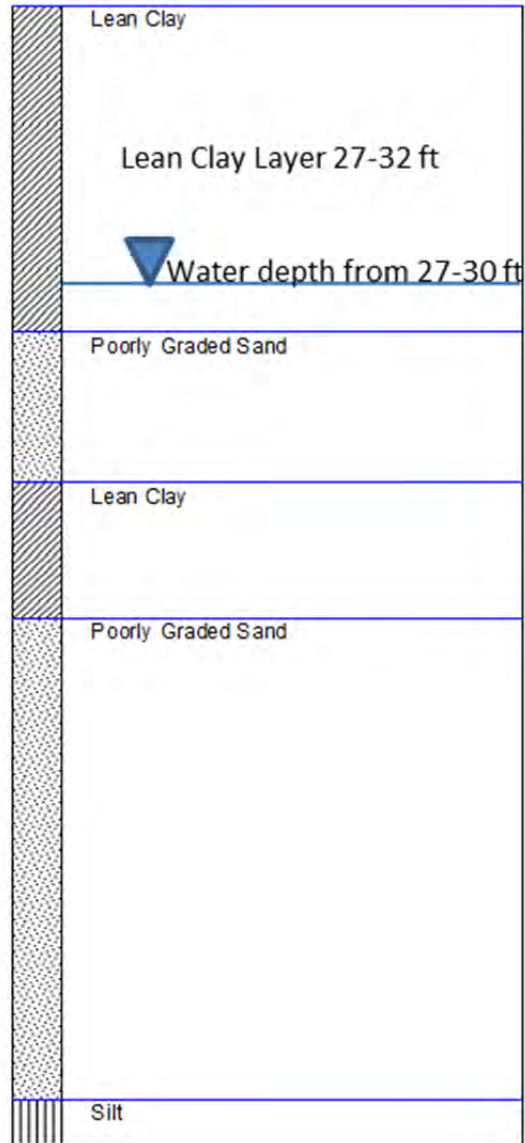 Lean Clay
Lean Clay Layer 27-32 ft
Water depth from 27-30 ft
Poorly Graded Sand
Lean Clay
Poorly Graded Sand
Silt